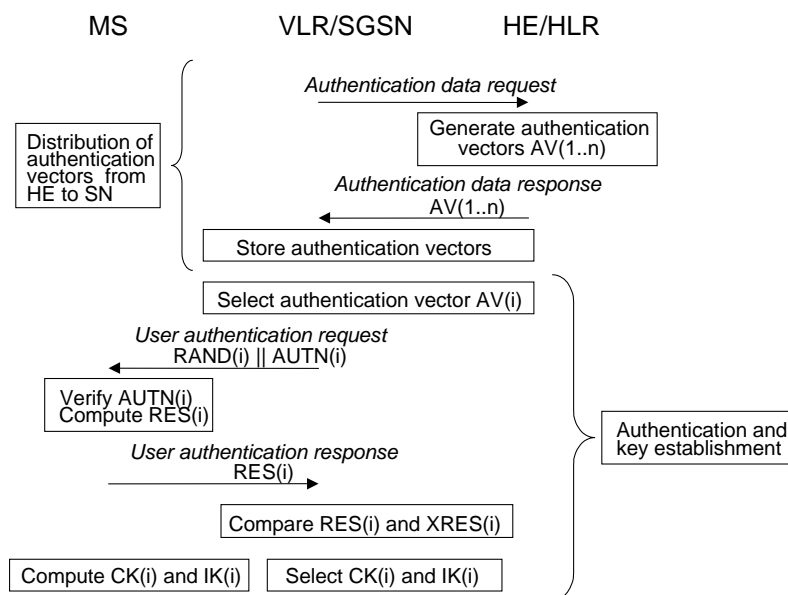 MS VLR/SGSN HE/HLR
Authentication data request
Distribution of
authentication
vectors from
HE to SN
Generate authentication
vectors AV(1..n)
Authentication data response
AV(1..n)
Store authentication vectors
Select authentication vector AV(i)
User authentication request
RAND(i) || AUTN(i)
Verify AUTN(i)
Compute RES(i)
User authentication response
RES(i)
Authentication and
key establishment
Compare RES(i) and XRES(i)
Compute CK(i) and IK(i)
Select CK(i) and IK(i)